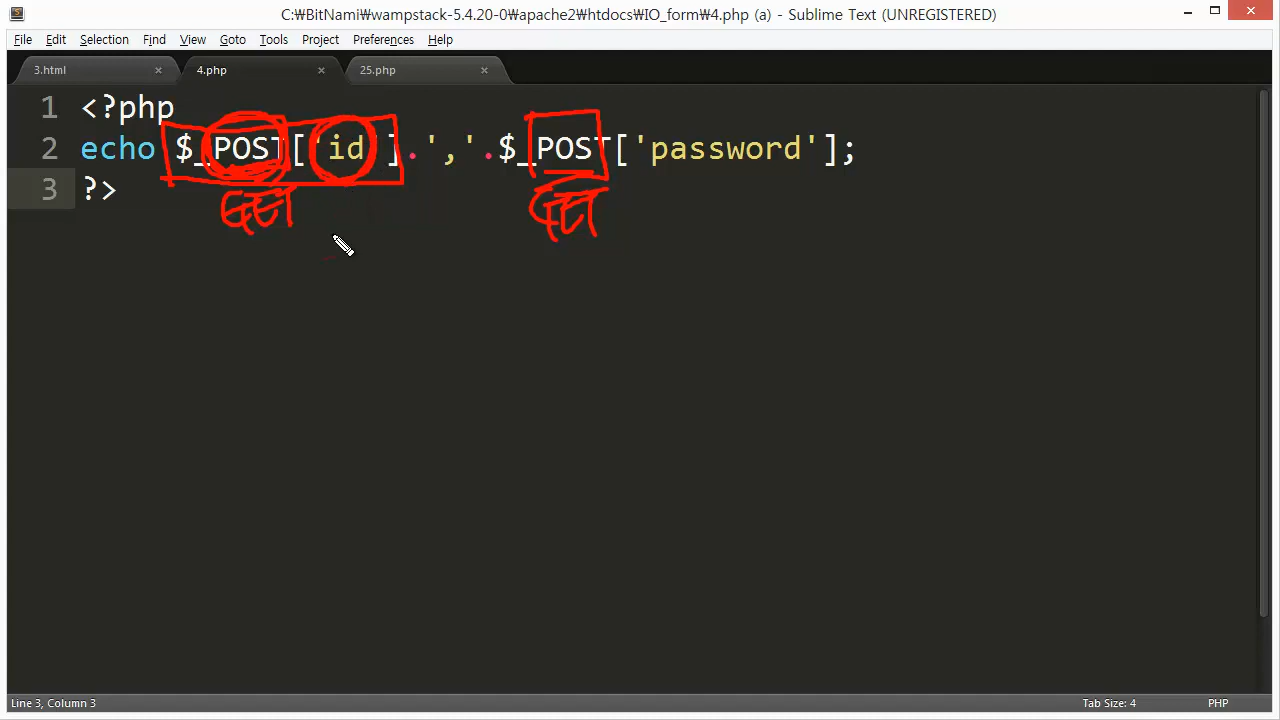 C:₩BitNami₩wampstack-5.4.20-0₩apache2₩htdocs₩IO_form₩4.php (a) - Sublime Text (UNREGISTERED)
File Edit Selection Find View Goto Tools Project Preferences Help
3.html × 4.php × 25.php ×
1 <?php
2 echo $_POST['id'].','.$_POST['password'];
3 ?>
GET GET
Line 3, Column 3 Tab Size: 4 PHP